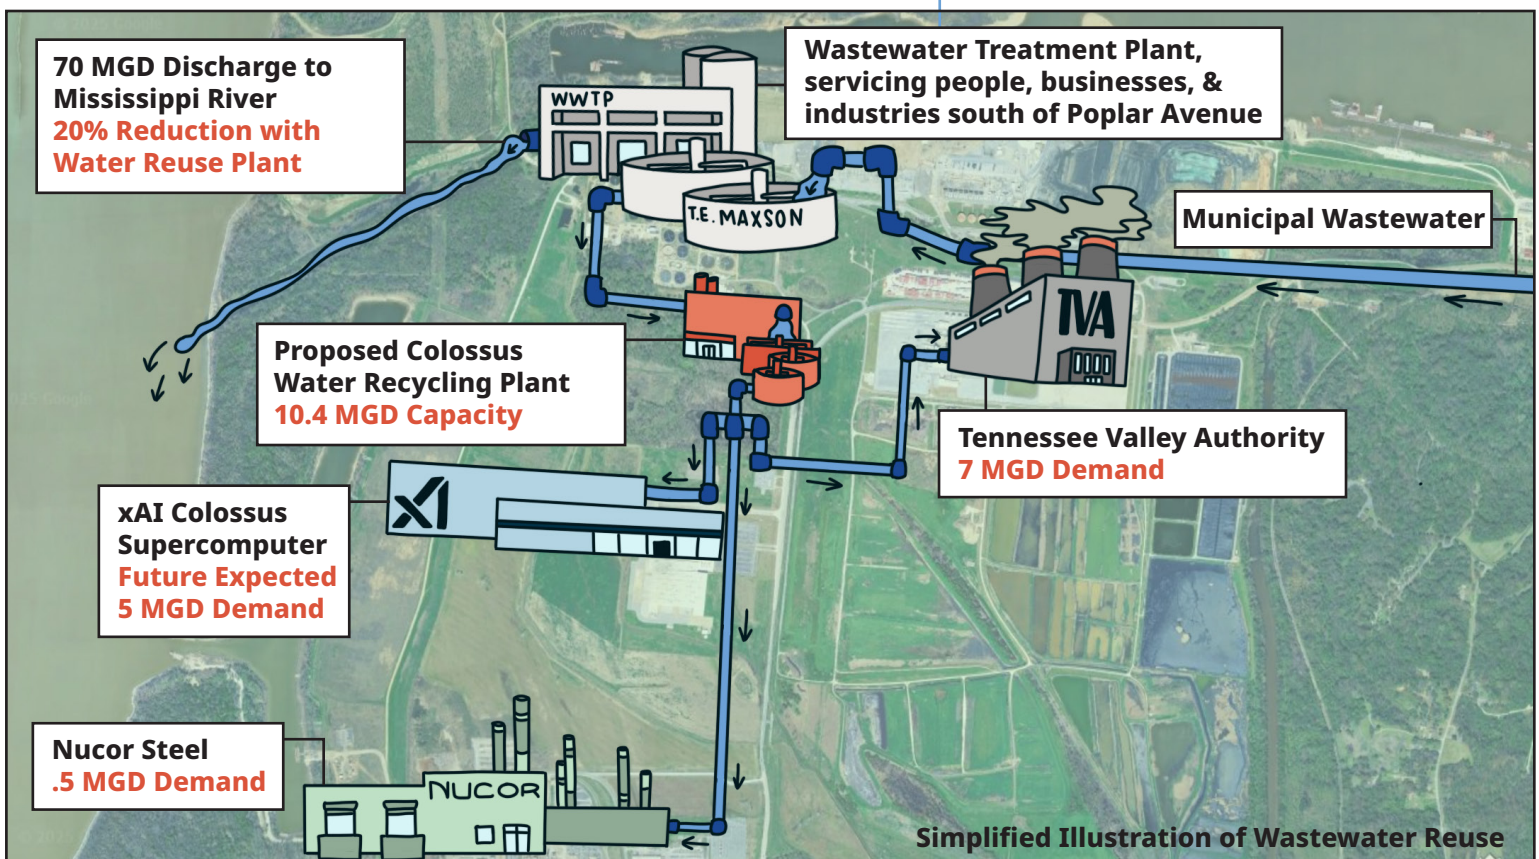 © 2025 Google
70 MGD Discharge to
Mississippi River
20% Reduction with
Water Reuse Plant
WWTP
Wastewater Treatment Plant,
servicing people, businesses, &
industries south of Poplar Avenue
T.E. MAXSON
Municipal Wastewater
TVA
Proposed Colossus
Water Recycling Plant
10.4 MGD Capacity
Tennessee Valley Authority
7 MGD Demand
xAI Colossus
Supercomputer
Future Expected
5 MGD Demand
xAI
Nucor Steel
.5 MGD Demand
NUCOR
Simplified Illustration of Wastewater Reuse